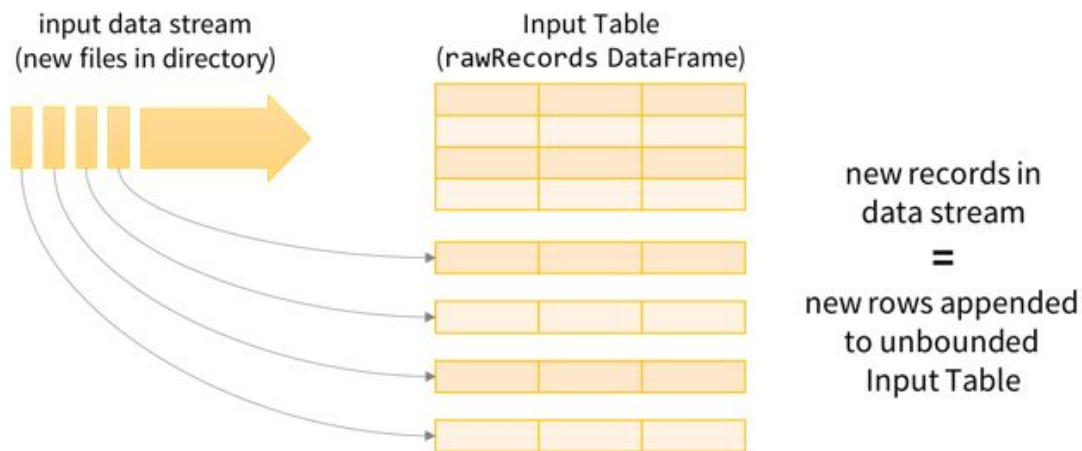 input data stream
(new files in directory)
Input Table
(rawRecords DataFrame)
new records in
data stream
=
new rows appended
to unbounded
Input Table